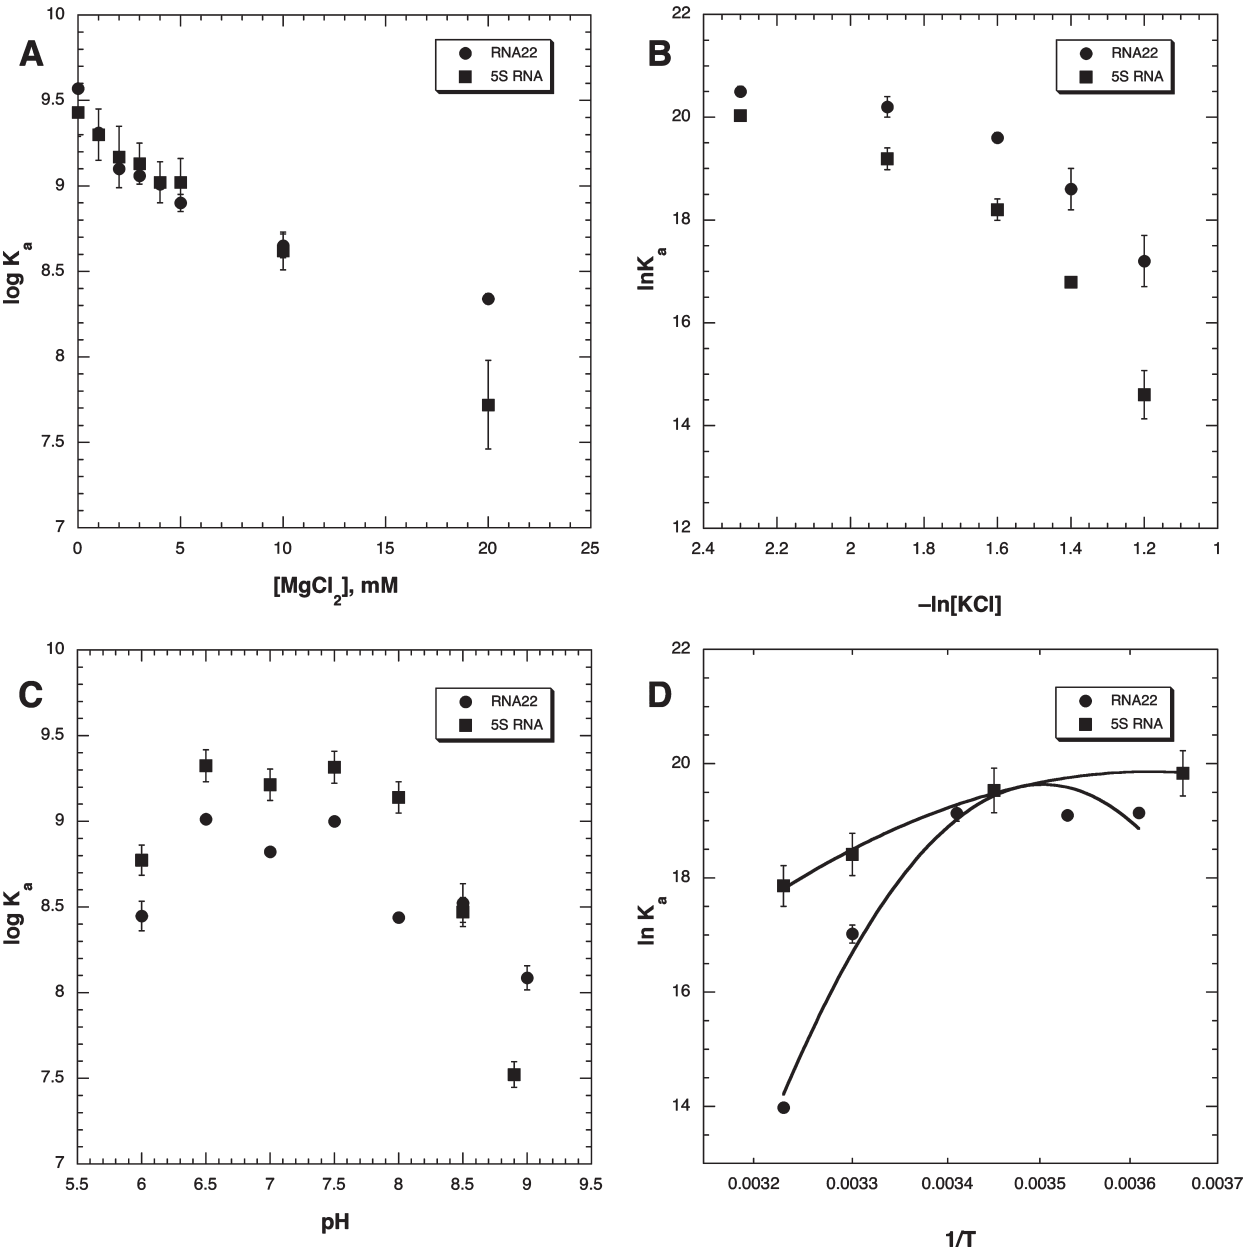 A
RNA22
5S RNA
10
9.5
9
8.5
8
7.5
7
0
5
10
15
20
25
log Ka
[MgCl2], mM
B
RNA22
5S RNA
22
20
18
16
14
12
2.4
2.2
2
1.8
1.6
1.4
1.2
1
lnKa
–ln[KCl]
C
RNA22
5S RNA
10
9.5
9
8.5
8
7.5
7
5.5
6
6.5
7
7.5
8
8.5
9
9.5
log Ka
pH
D
RNA22
5S RNA
22
20
18
16
14
0.0032
0.0033
0.0034
0.0035
0.0036
0.0037
ln Ka
1/T